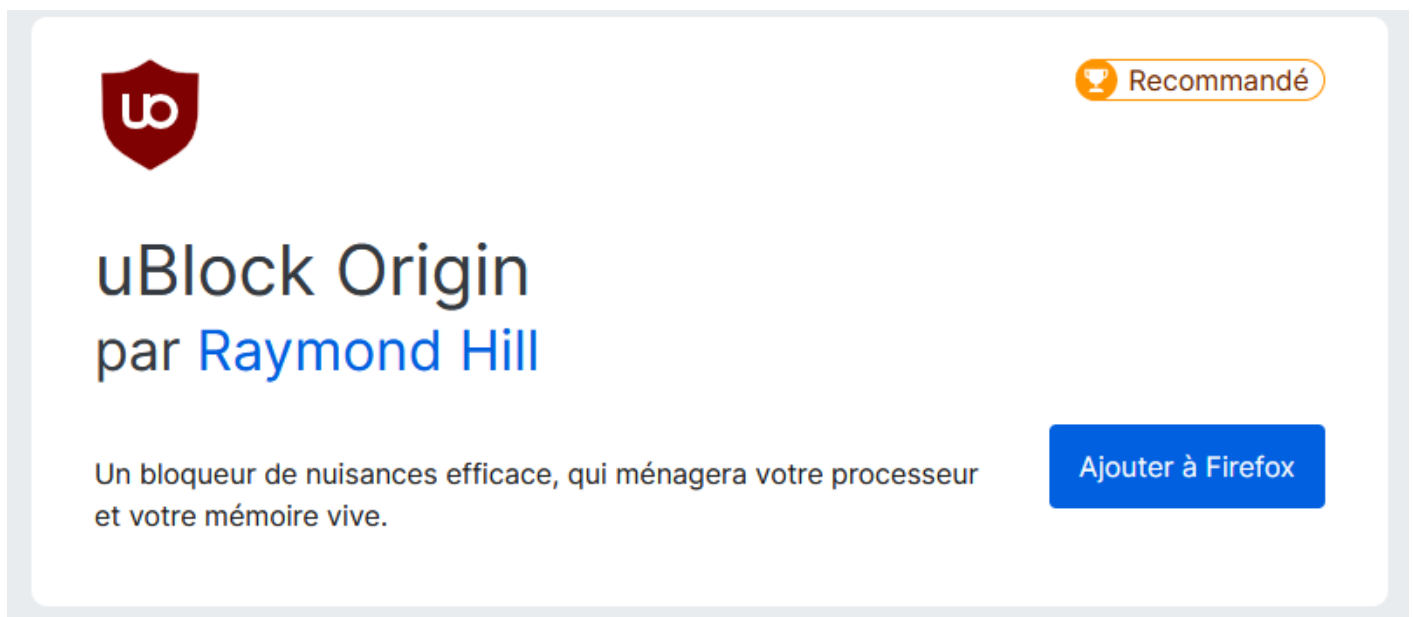 uo
Recommandé
uBlock Origin
par Raymond Hill
Un bloqueur de nuisances efficace, qui ménagera votre processeur
et votre mémoire vive.
Ajouter à Firefox